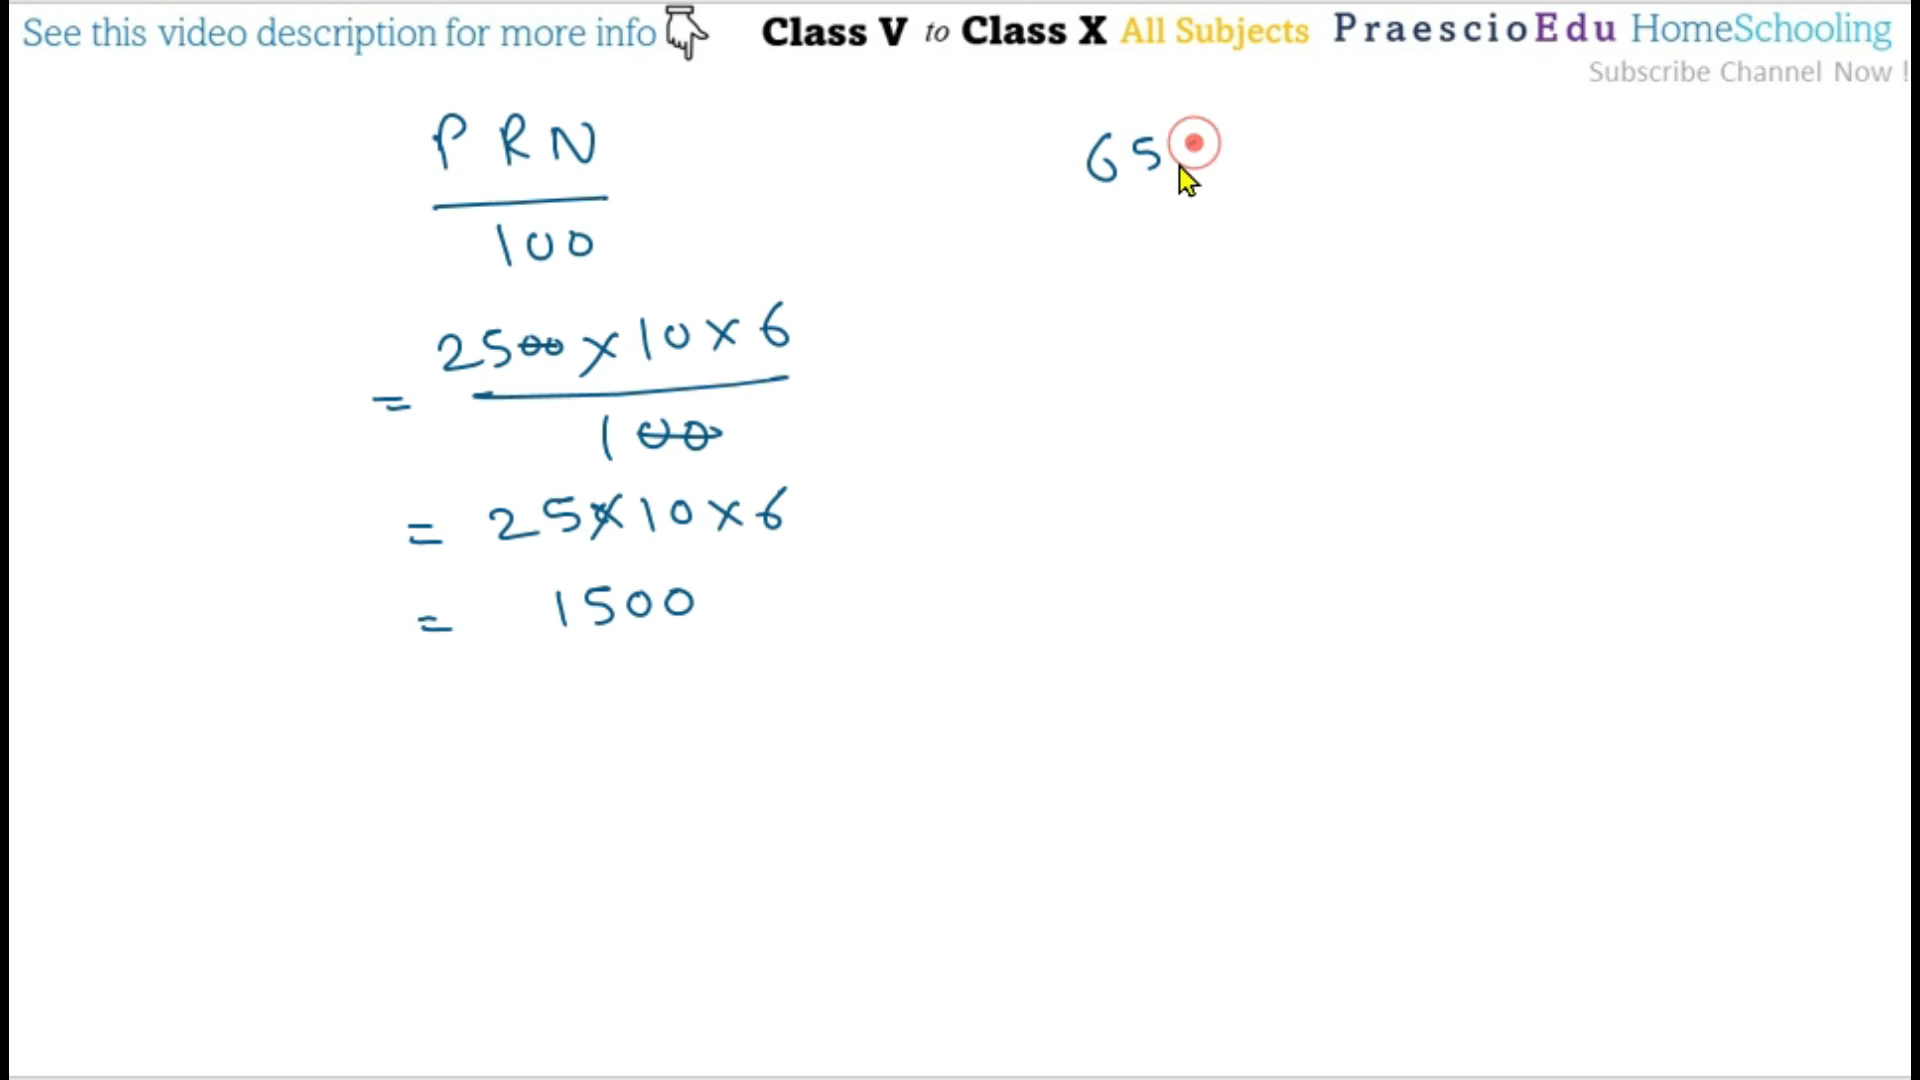 See this video description for more info Class V to Class X All Subjects PraescioEdu HomeSchooling
Subscribe Channel Now !
PRN
100
= 2500 x 10 x 6
100
= 25 x 10 x 6
= 1500
65